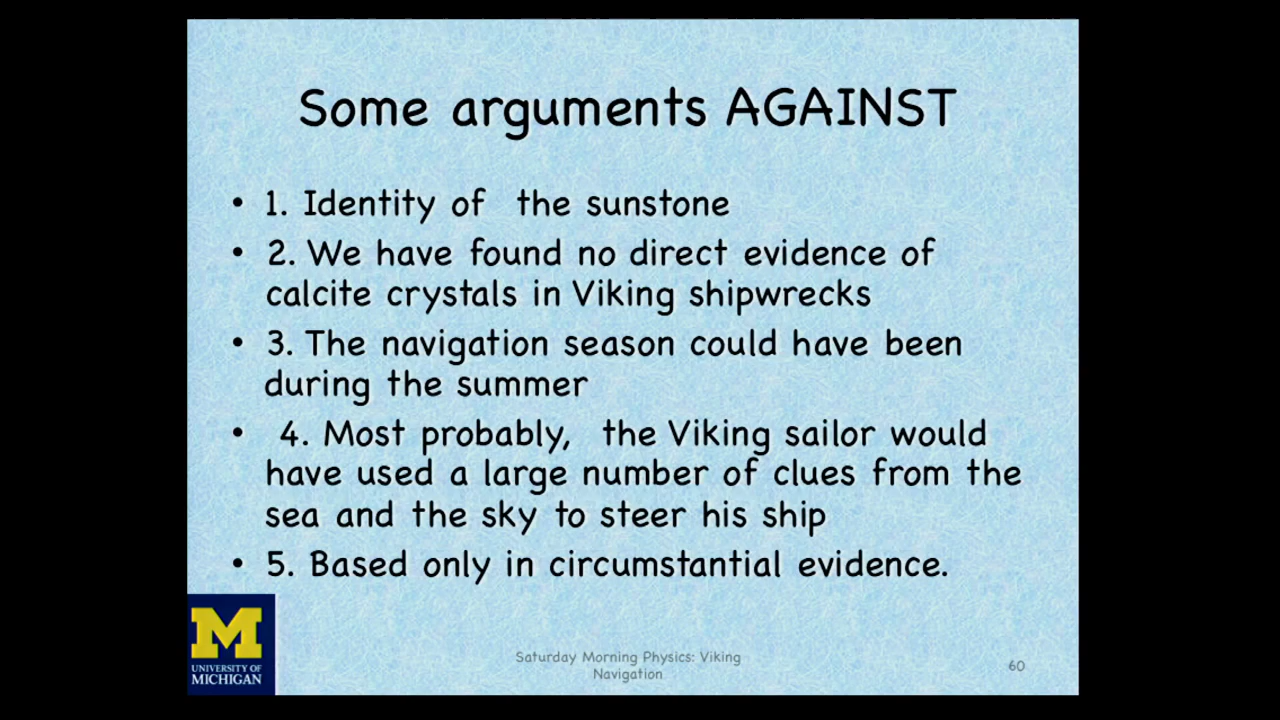 Some arguments AGAINST
• 1. Identity of the sunstone
• 2. We have found no direct evidence of
calcite crystals in Viking shipwrecks
• 3. The navigation season could have been
during the summer
• 4. Most probably, the Viking sailor would
have used a large number of clues from the
sea and the sky to steer his ship
• 5. Based only in circumstantial evidence.
M
UNIVERSITY OF
MICHIGAN
Saturday Morning Physics: Viking
Navigation
60